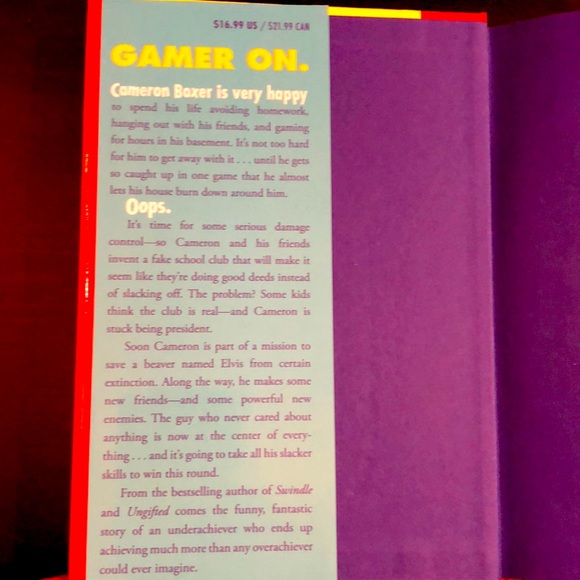 $16.99 US / $21.99 CAN
GAMER ON.
Cameron Boxer is very happy
to spend his life avoiding homework,
hanging out with his friends, and gaming
for hours in his basement. It's not too hard
for him to get away with it . . . until he gets
so caught up in one game that he almost
lets his house burn down around him.
Oops.
It's time for some serious damage
control—so Cameron and his friends
invent a fake school club that will make it
seem like they're doing good deeds instead
of slacking off. The problem? Some kids
think the club is real—and Cameron is
stuck being president.
Soon Cameron is part of a mission to
save a beaver named Elvis from certain
extinction. Along the way, he makes some
new friends—and some powerful new
enemies. The guy who never cared about
anything is now at the center of every-
thing . . . and it's going to take all his slacker
skills to win this round.
From the bestselling author of Swindle
and Ungifted comes the funny, fantastic
story of an underachiever who ends up
achieving much more than any overachiever
could ever imagine.